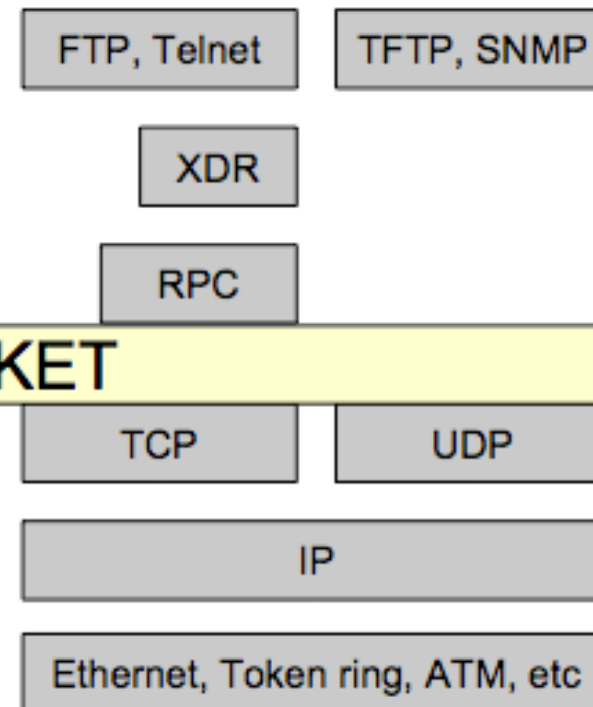 FTP, Telnet
TFTP, SNMP
XDR
RPC
KET
TCP
UDP
IP
Ethernet, Token ring, ATM, etc